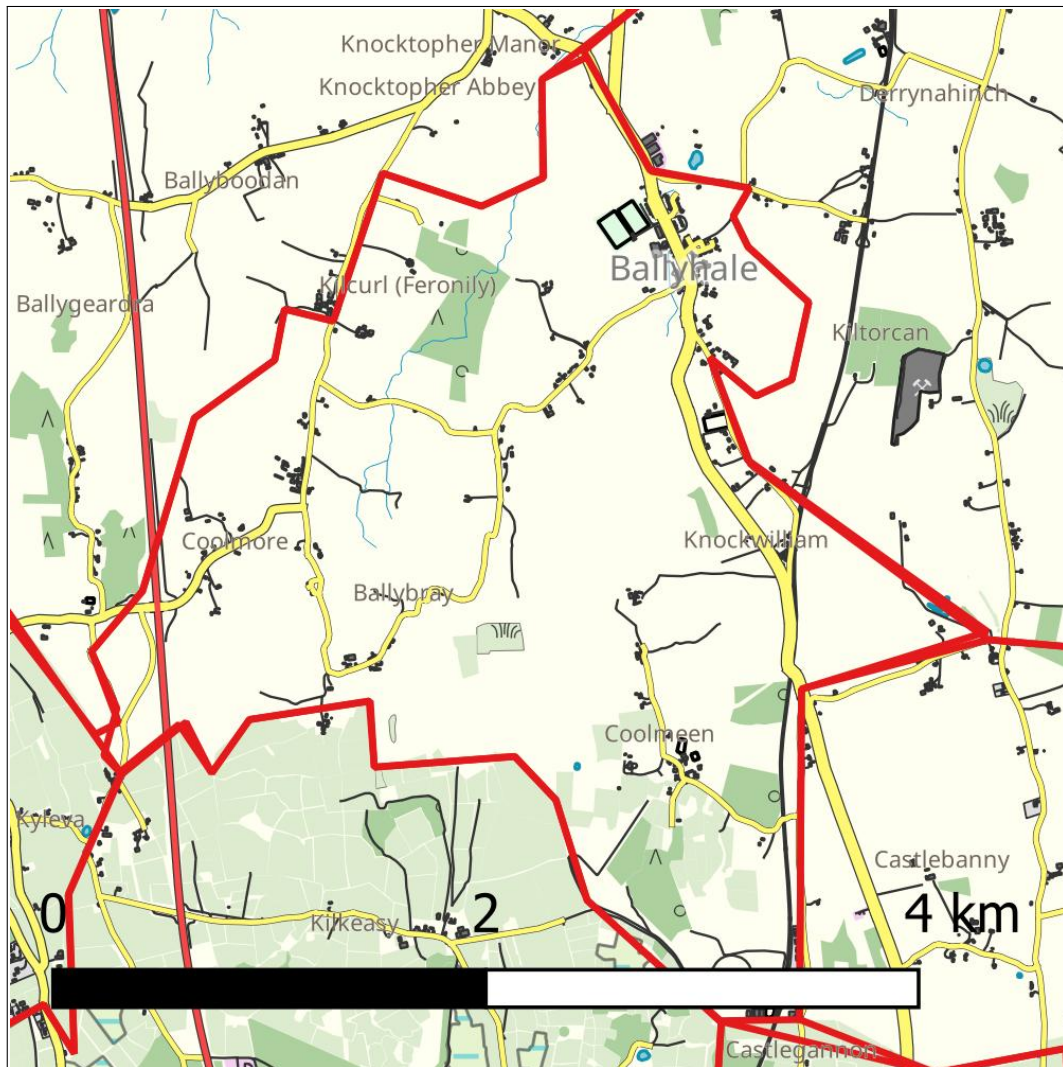 Knocktopher Manor
Knocktopher Abbey
Derrynahinch
Ballyboodan
Ballyhale
Kilcurl (Feronily)
Ballygeardra
Kiltorcan
Coolmore
Knockwilliam
Ballybray
Coolmeen
Kyleva
Castlebanny
Kilkeasy
0
2
4 km
Castlegannon